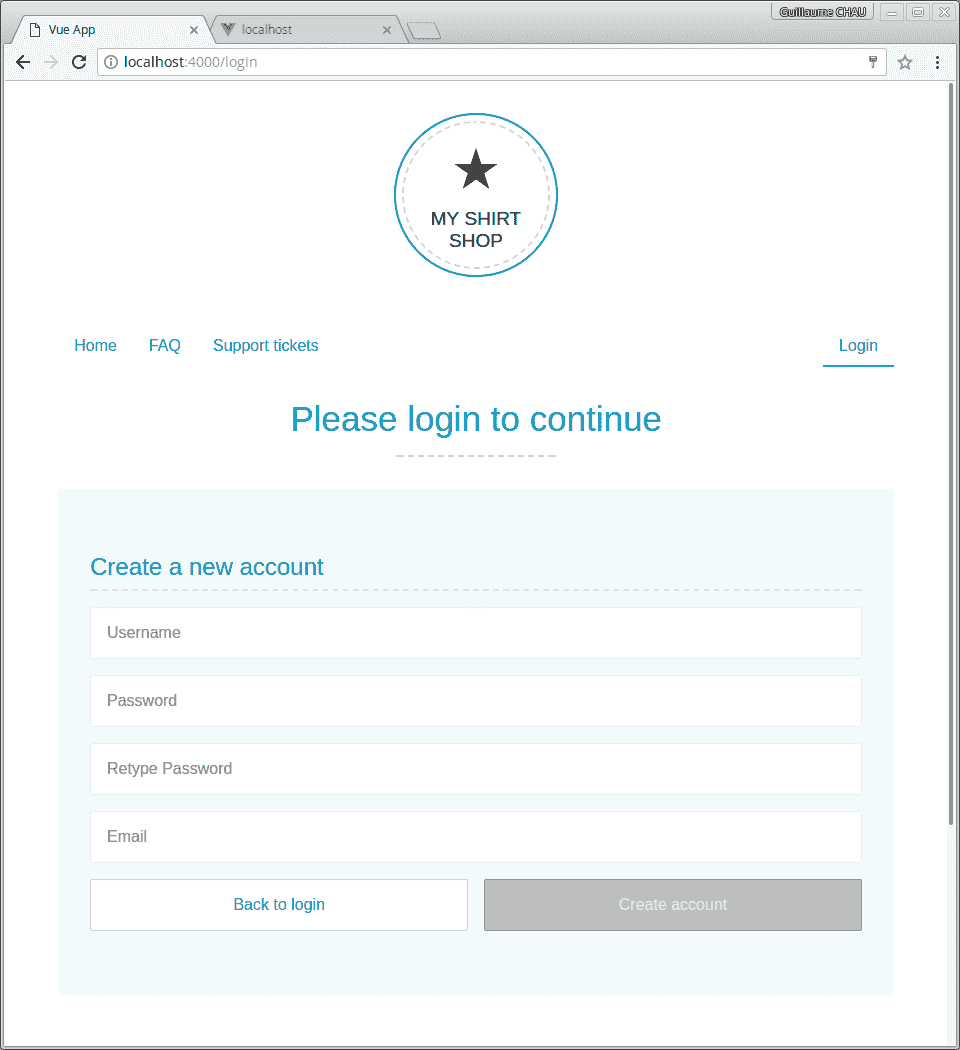 Guillaume CHAU
Vue App
localhost
localhost:4000/login
MY SHIRT
SHOP
Home
FAQ
Support tickets
Login
Please login to continue
Create a new account
Username
Password
Retype Password
Email
Back to login
Create account